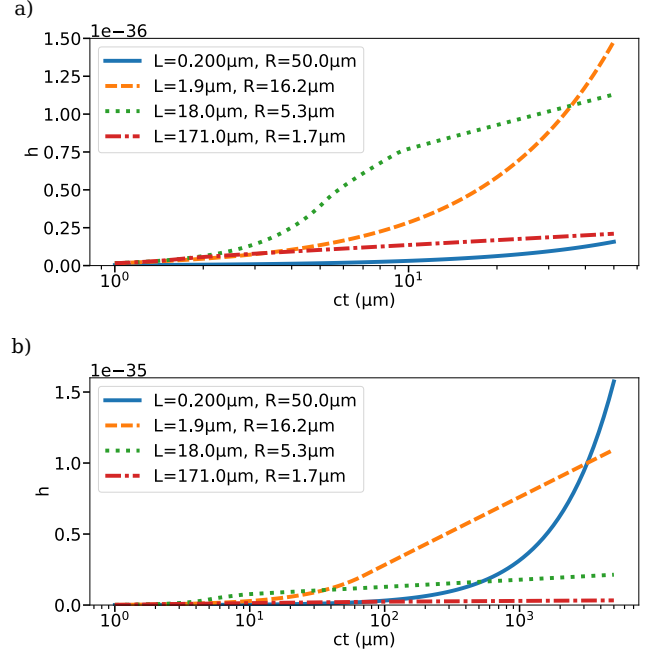 a)
1e−36
1.50
1.25
1.00
0.75
0.50
0.25
0.00
h
L=0.200μm, R=50.0μm
L=1.9μm, R=16.2μm
L=18.0μm, R=5.3μm
L=171.0μm, R=1.7μm
10⁰
10¹
ct (μm)
b)
1e−35
1.5
1.0
0.5
0.0
h
L=0.200μm, R=50.0μm
L=1.9μm, R=16.2μm
L=18.0μm, R=5.3μm
L=171.0μm, R=1.7μm
10⁰
10¹
10²
10³
ct (μm)